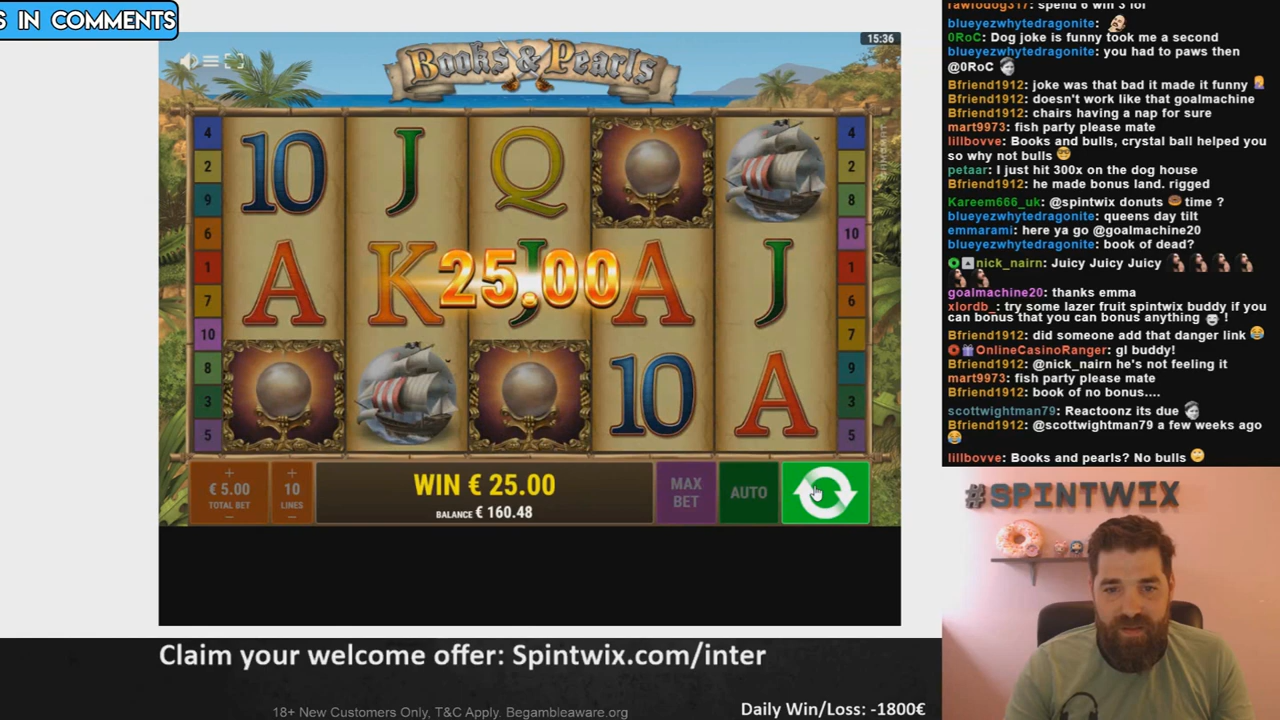 S IN COMMENTS
15:36
Books & Pearls
4 10 J Q 4
2 2
9 8
6 10
1 A K 25.00 J A J 1
7 6
10 7
8 9
3 10 A 3
5 5
+ +
€ 5.00 10 WIN € 25.00 MAX AUTO
TOTAL BET LINES BALANCE € 160.48 BET
- -
Claim your welcome offer: Spintwix.com/inter
18+ New Customers Only, T&C Apply. Begambleaware.org
Daily Win/Loss: -1800€
rawfodog317: spend 6 win 3 lol
blueyezwhytedragonite:
0RoC: Dog joke is funny took me a second
blueyezwhytedragonite: you had to paws then
@0RoC
Bfriend1912: joke was that bad it made it funny
Bfriend1912: doesn't work like that goalmachine
Bfriend1912: chairs having a nap for sure
mart9973: fish party please mate
lillbovve: Books and bulls, crystal ball helped you
so why not bulls
petaar: I just hit 300x on the dog house
Bfriend1912: he made bonus land. rigged
Kareem666_uk: @spintwix donuts time ?
blueyezwhytedragonite: queens day tilt
emmarami: here ya go @goalmachine20
blueyezwhytedragonite: book of dead?
nick_nairn: Juicy Juicy Juicy
goalmachine20: thanks emma
xlordb_: try some lazer fruit spintwix buddy if you
can bonus that you can bonus anything !
Bfriend1912: did someone add that danger link
OnlineCasinoRanger: gl buddy!
Bfriend1912: @nick_nairn he's not feeling it
mart9973: fish party please mate
Bfriend1912: book of no bonus....
scottwightman79: Reactoonz its due
Bfriend1912: @scottwightman79 a few weeks ago
lillbovve: Books and pearls? No bulls
#SPINTWIX